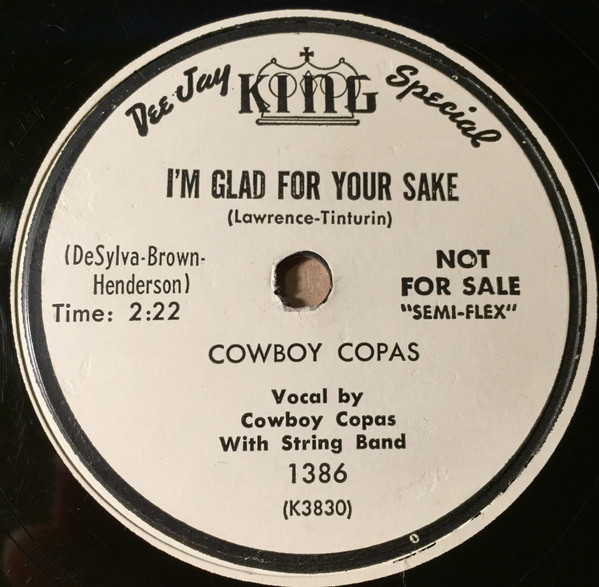 Dee Jay KING Special
I'M GLAD FOR YOUR SAKE
(Lawrence-Tinturin)
(DeSylva-Brown-
Henderson)
Time: 2:22
NOT
FOR SALE
"SEMI-FLEX"
COWBOY COPAS
Vocal by
Cowboy Copas
With String Band
1386
(K3830)